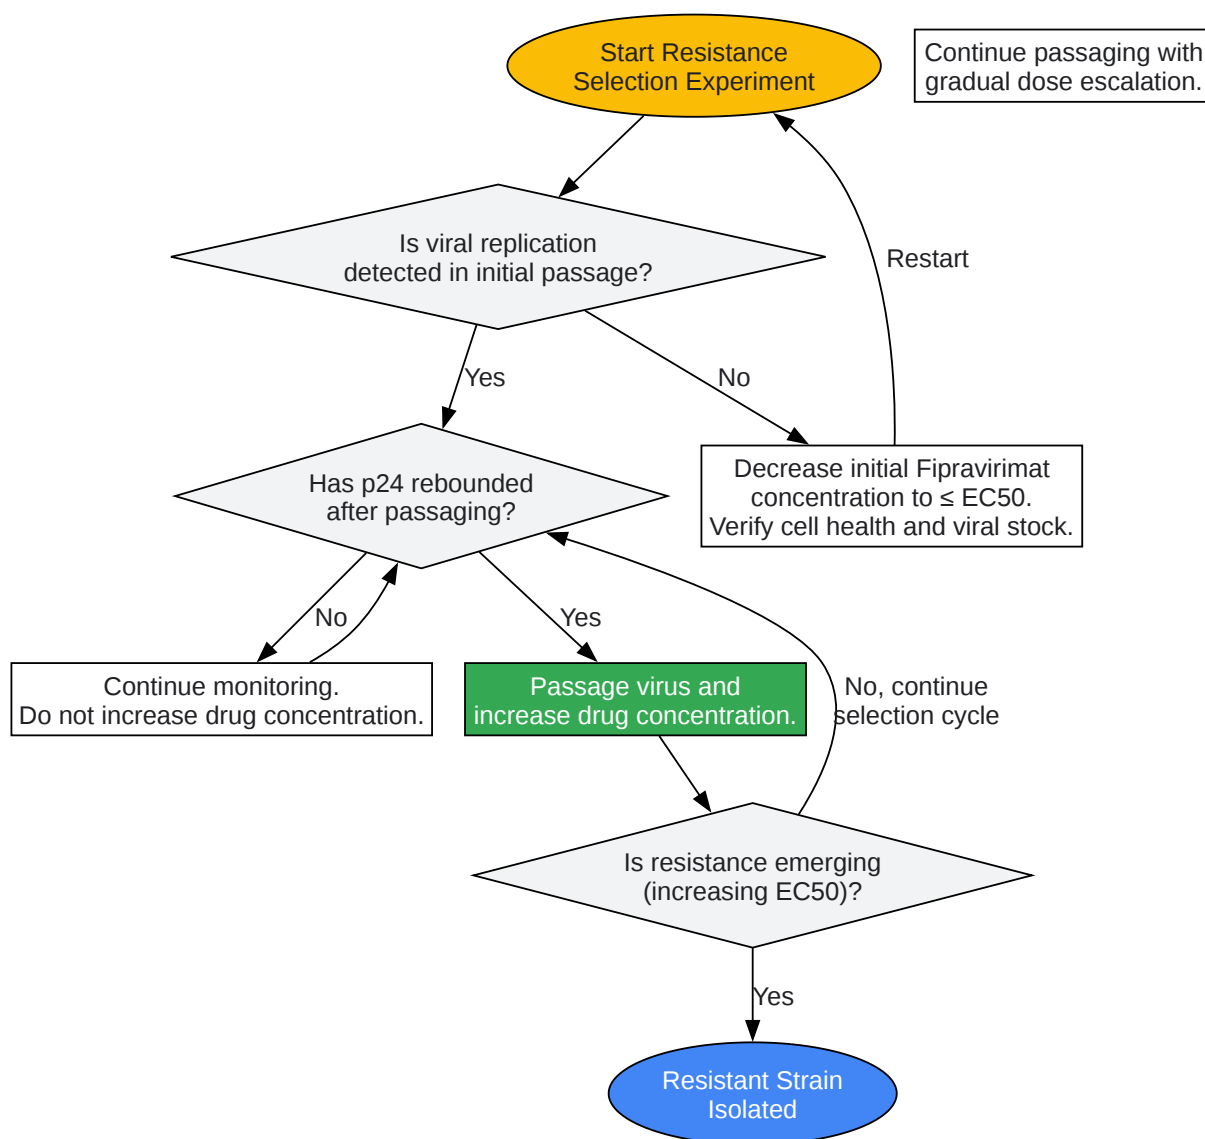 Start Resistance
Selection Experiment
Continue passaging with
gradual dose escalation.
Is viral replication
detected in initial passage?
Restart
Yes
No
Decrease initial Fipravirimat
concentration to ≤ EC50.
Verify cell health and viral stock.
Has p24 rebounded
after passaging?
No
Yes
Continue monitoring.
Do not increase drug concentration.
Passage virus and
increase drug concentration.
No, continue
selection cycle
Is resistance emerging
(increasing EC50)?
Yes
Resistant Strain
Isolated